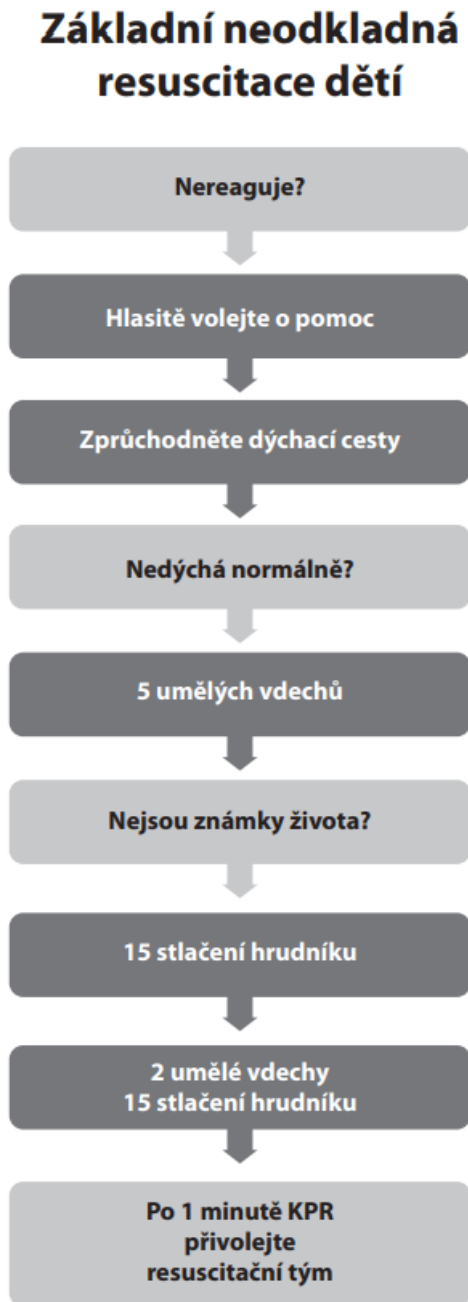 Základní neodkladná
resuscitace dětí
Nereaguje?
Hlasitě volejte o pomoc
Zprůchodněte dýchací cesty
Nedýchá normálně?
5 umělých vdechů
Nejsou známky života?
15 stlačení hrudníku
2 umělé vdechy
15 stlačení hrudníku
Po 1 minutě KPR
přivolejte
resuscitační tým